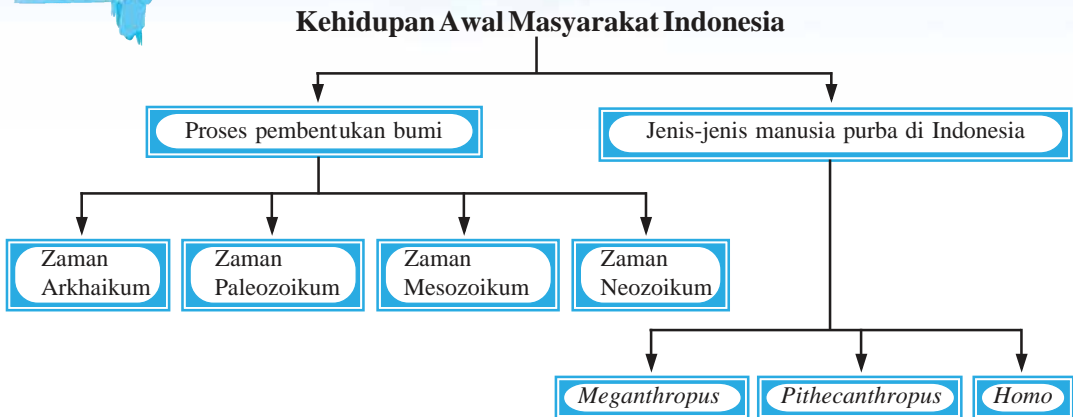 Kehidupan Awal Masyarakat Indonesia
Proses pembentukan bumi
Jenis-jenis manusia purba di Indonesia
Zaman
Arkhaikum
Zaman
Paleozoikum
Zaman
Mesozoikum
Zaman
Neozoikum
Meganthropus
Pithecanthropus
Homo